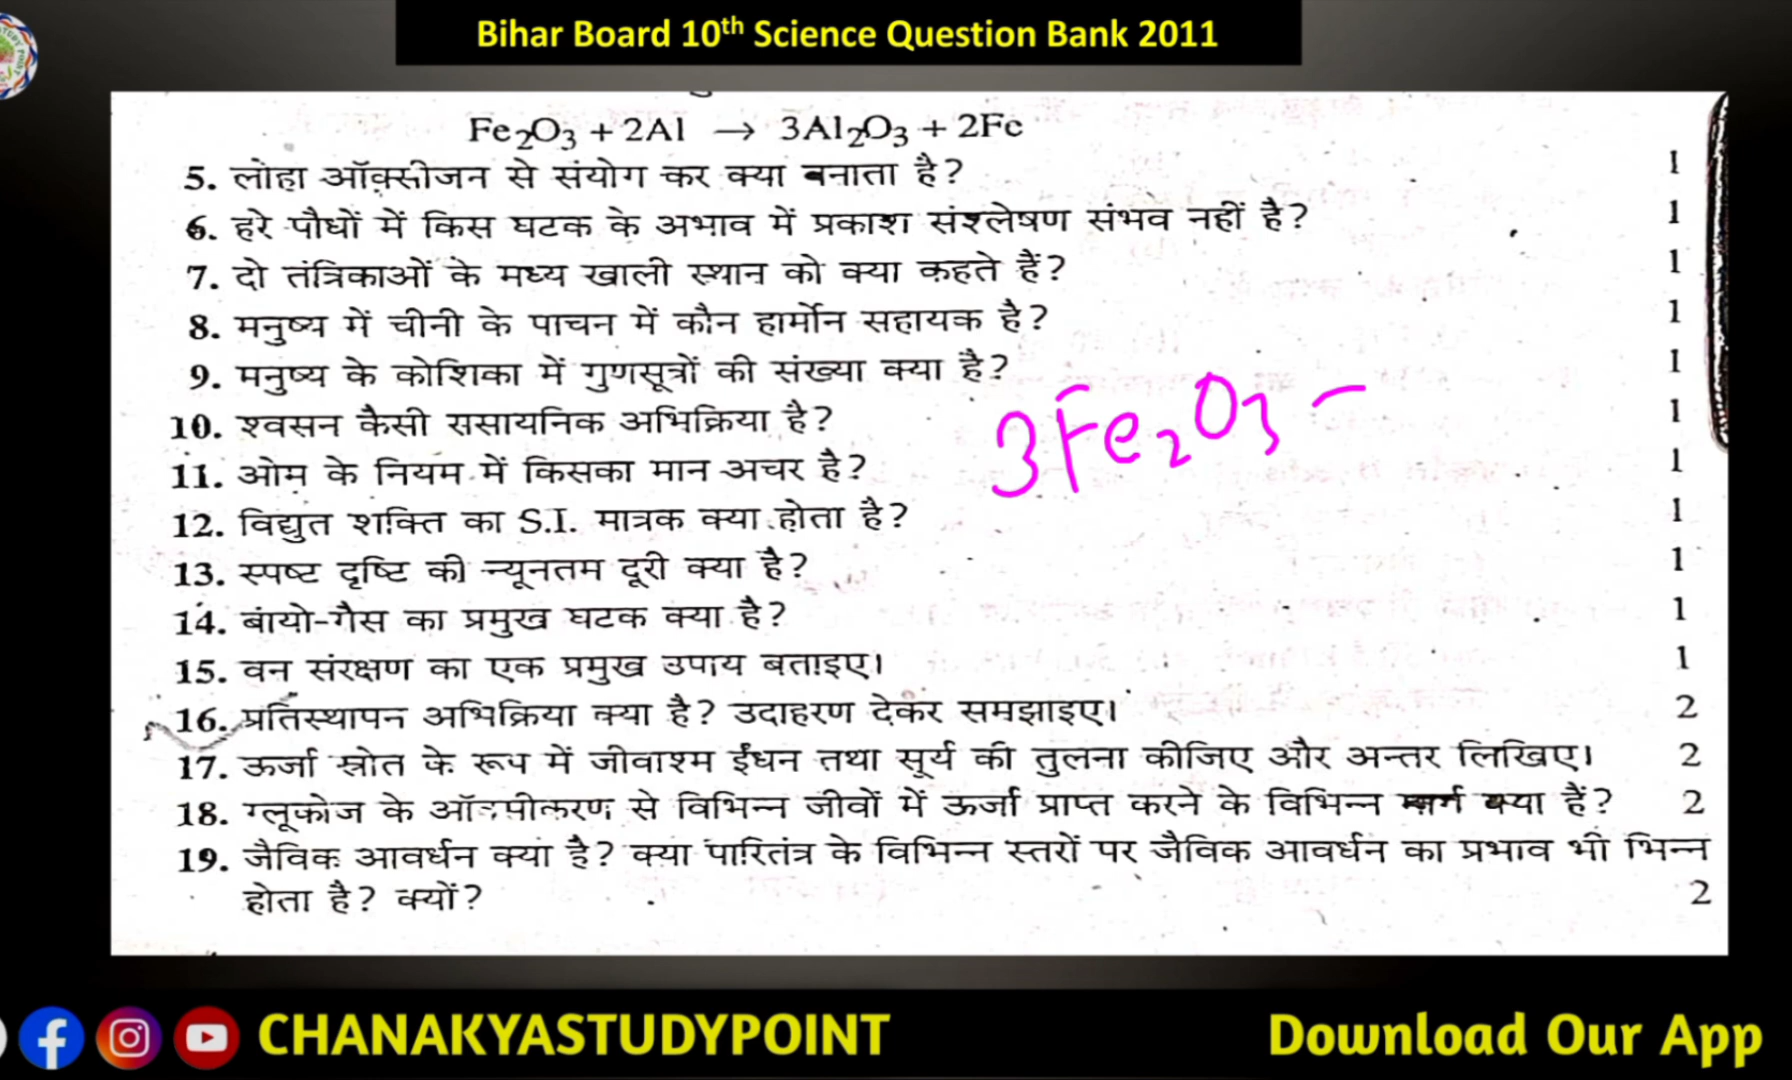 Bihar Board 10th Science Question Bank 2011
Fe2O3 + 2Al → 3Al2O3 + 2Fe
5. लोहा ऑक्सीजन से संयोग कर क्या बनाता है? 1
6. हरे पौधों में किस घटक के अभाव में प्रकाश संश्लेषण संभव नहीं है? 1
7. दो तंत्रिकाओं के मध्य खाली स्थान को क्या कहते हैं? 1
8. मनुष्य में चीनी के पाचन में कौन हार्मोन सहायक है? 1
9. मनुष्य के कोशिका में गुणसूत्रों की संख्या क्या है? 1
10. श्वसन कैसी रासायनिक अभिक्रिया है? 1
3Fe2O3 –
11. ओम के नियम में किसका मान अचर है? 1
12. विद्युत शक्ति का S.I. मात्रक क्या होता है? 1
13. स्पष्ट दृष्टि की न्यूनतम दूरी क्या है? 1
14. बायो-गैस का प्रमुख घटक क्या है? 1
15. वन संरक्षण का एक प्रमुख उपाय बताइए। 1
16. प्रतिस्थापन अभिक्रिया क्या है? उदाहरण देकर समझाइए। 2
17. ऊर्जा स्रोत के रूप में जीवाश्म ईंधन तथा सूर्य की तुलना कीजिए और अन्तर लिखिए। 2
18. ग्लूकोज के ऑक्सीकरण से विभिन्न जीवों में ऊर्जा प्राप्त करने के विभिन्न मार्ग क्या हैं? 2
19. जैविक आवर्धन क्या है? क्या पारितंत्र के विभिन्न स्तरों पर जैविक आवर्धन का प्रभाव भी भिन्न
होता है? क्यों? 2
CHANAKYASTUDYPOINT
Download Our App